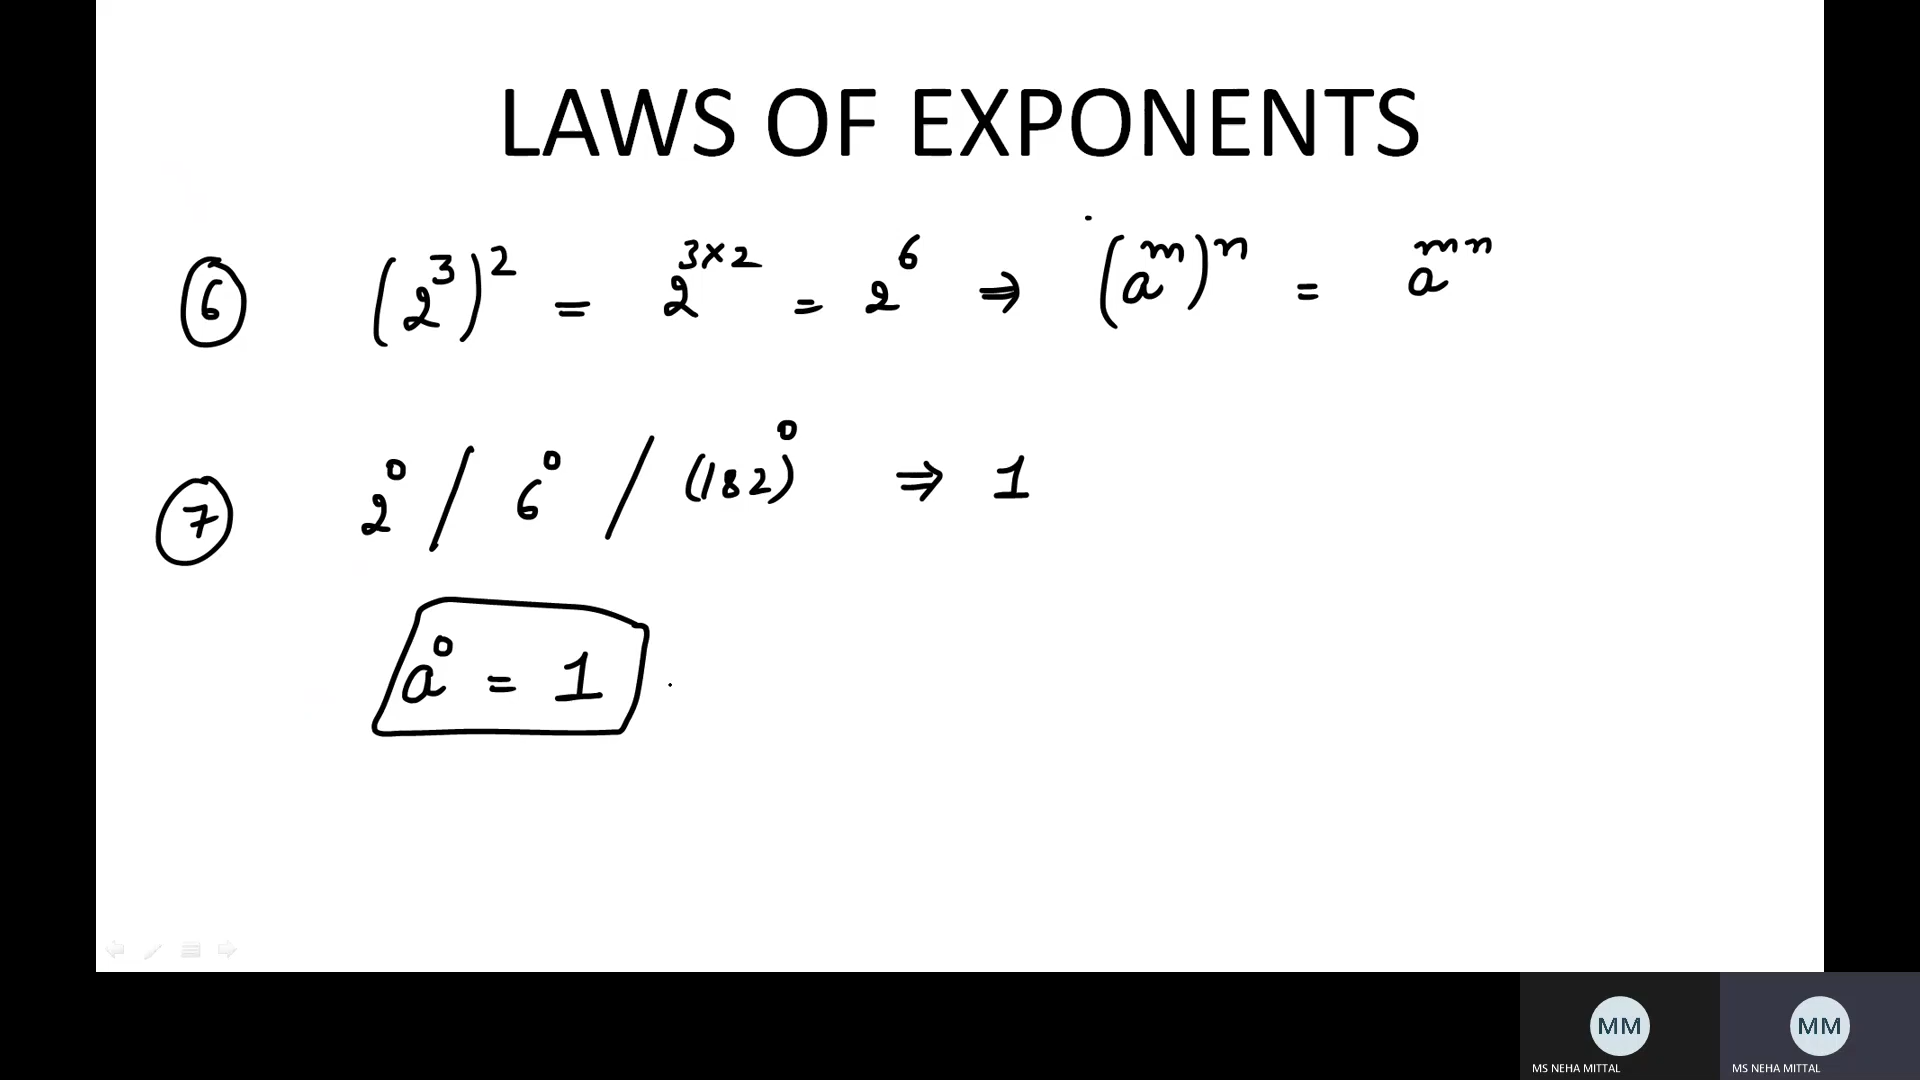 LAWS OF EXPONENTS
6 (2³)² = 2³ˣ² = 2⁶ ⇒ (aᵐ)ⁿ = aᵐⁿ
7 2⁰ / 6⁰ / (182)⁰ ⇒ 1
a⁰ = 1
MM MM
MS NEHA MITTAL MS NEHA MITTAL